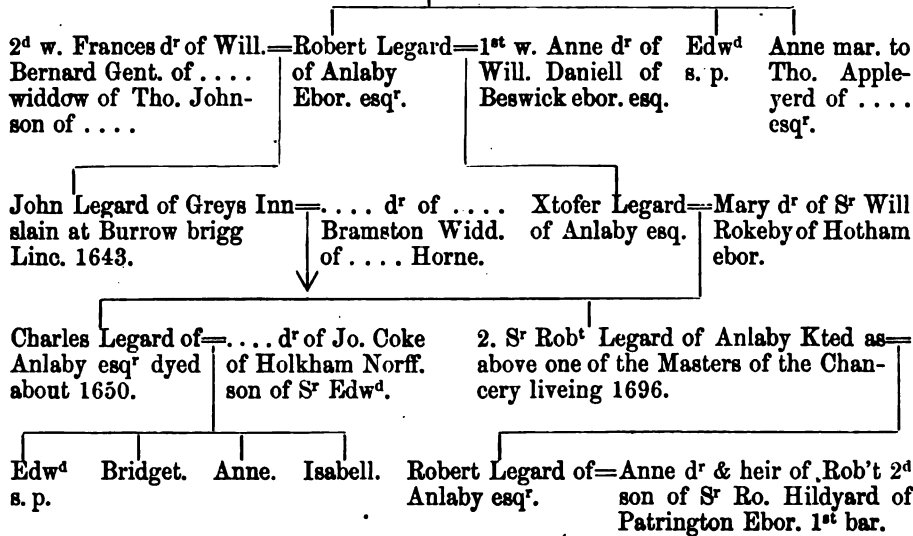 2ᵈ w. Frances dʳ of Will.=Robert Legard=1ˢᵗ w. Anne dʳ of Edwᵈ Anne mar. to
Bernard Gent. of . . . . of Anlaby Will. Daniell of s. p. Tho. Apple-
widdow of Tho. John- Ebor. esqʳ. Beswick ebor. esq. yerd of . . . .
son of . . . . esqʳ.
John Legard of Greys Inn=. . . . dʳ of . . . . Xtofer Legard=Mary dʳ of Sʳ Will
slain at Burrow brigg Bramston Widd. of Anlaby esq. Rokeby of Hotham
Linc. 1643. of . . . . Horne. ebor.
Charles Legard of=. . . . dʳ of Jo. Coke 2. Sʳ Robᵗ Legard of Anlaby Kted as=
Anlaby esqʳ dyed of Holkham Norff. above one of the Masters of the Chan-
about 1650. son of Sʳ Edwᵈ. cery liveing 1696.
Edwᵈ Bridget. Anne. Isabell. Robert Legard of=Anne dʳ & heir of Rob't 2ᵈ
s. p. Anlaby esqʳ. son of Sʳ Ro. Hildyard of
Patrington Ebor. 1ˢᵗ bar.